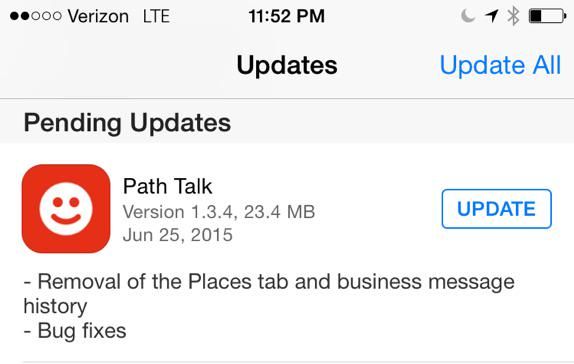 Verizon LTE 11:52 PM
Updates Update All
Pending Updates
Path Talk
Version 1.3.4, 23.4 MB
UPDATE
Jun 25, 2015
- Removal of the Places tab and business message
history
- Bug fixes